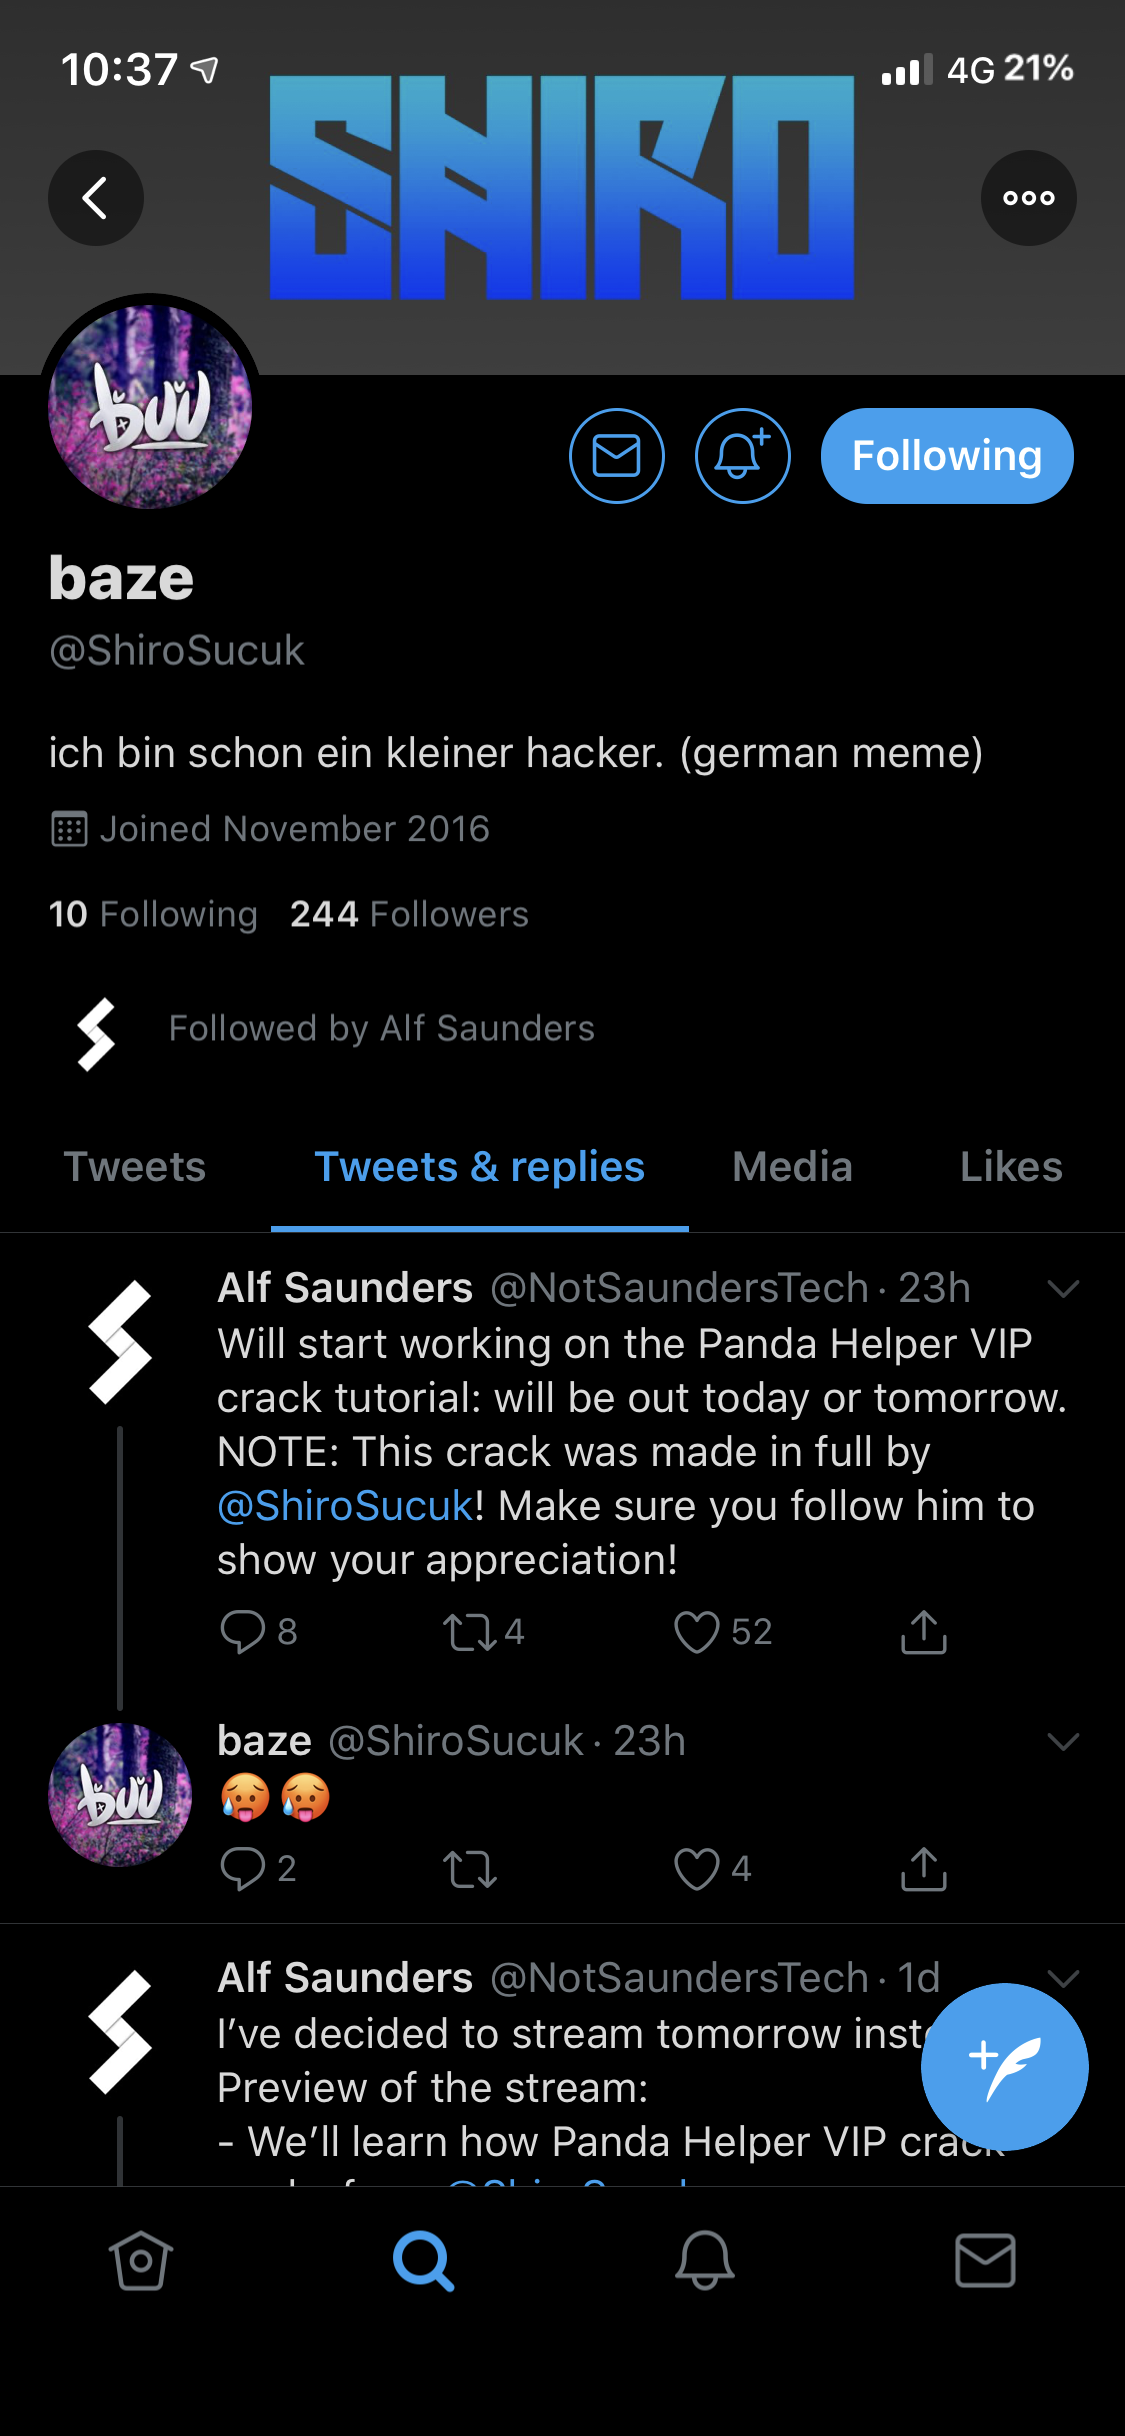 10:37
4G 21%
SHIRO
buu
Following
baze
@ShiroSucuk
ich bin schon ein kleiner hacker. (german meme)
Joined November 2016
10 Following 244 Followers
Followed by Alf Saunders
Tweets Tweets & replies Media Likes
Alf Saunders @NotSaundersTech · 23h
Will start working on the Panda Helper VIP
crack tutorial: will be out today or tomorrow.
NOTE: This crack was made in full by
@ShiroSucuk! Make sure you follow him to
show your appreciation!
8 4 52
baze @ShiroSucuk · 23h
🥵🥵
buu
2 4
Alf Saunders @NotSaundersTech · 1d
I’ve decided to stream tomorrow
Preview of the stream:
- We’ll learn how Panda Helper VIP crack